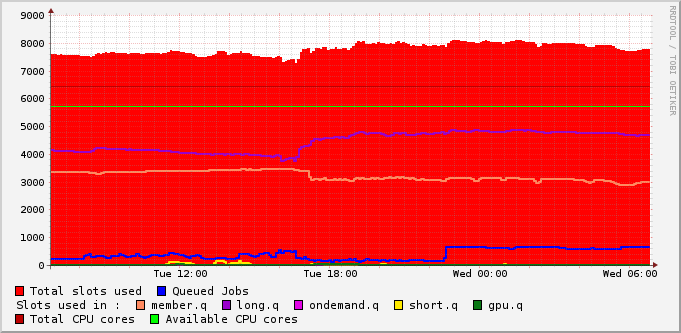 9000
8000
7000
6000
5000
4000
3000
2000
1000
0
Tue 12:00 Tue 18:00 Wed 00:00 Wed 06:00
RRDTOOL / TOBI OETIKER
Total slots used Queued Jobs
Slots used in : member.q long.q ondemand.q short.q gpu.q
Total CPU cores Available CPU cores